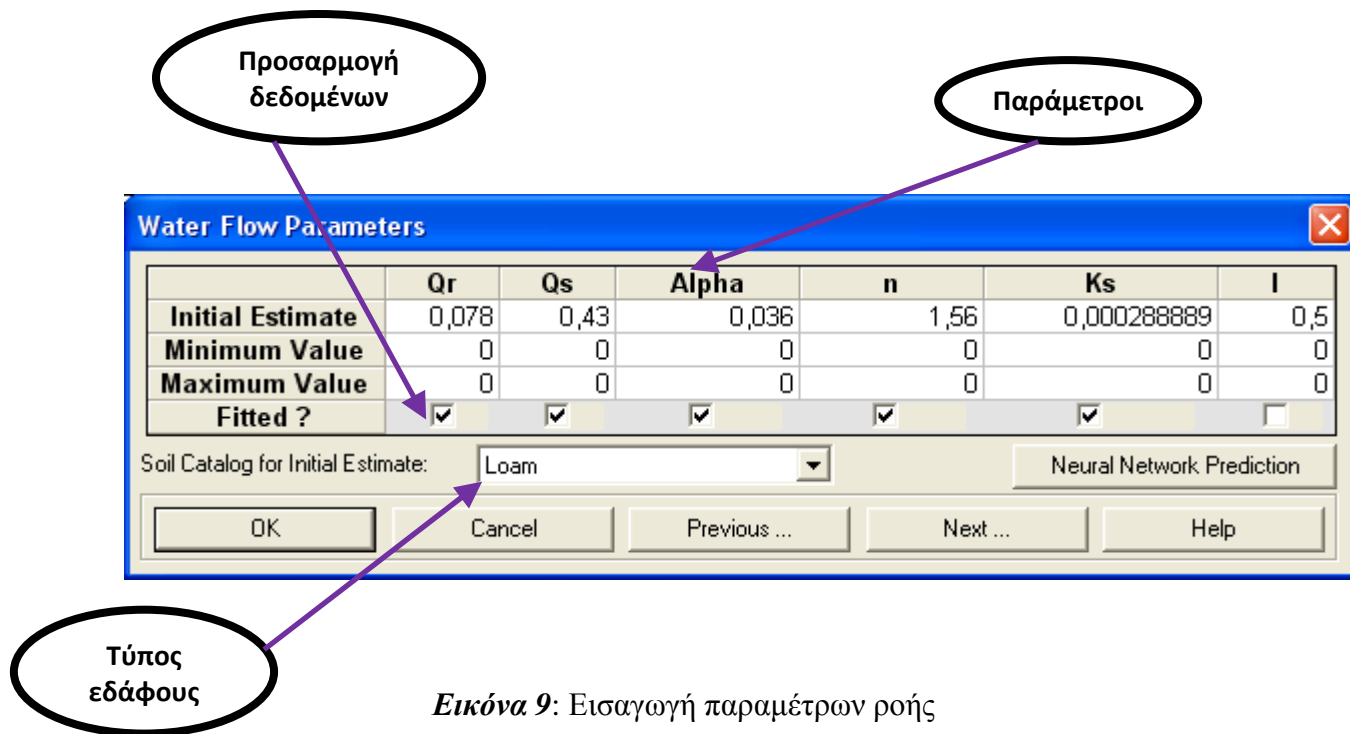 Προσαρμογή
δεδομένων
Παράμετροι
Water Flow Parameters
Qr Qs Alpha n Ks l
Initial Estimate 0,078 0,43 0,036 1,56 0,000288889 0,5
Minimum Value 0 0 0 0 0 0
Maximum Value 0 0 0 0 0 0
Fitted ?
Soil Catalog for Initial Estimate: Loam Neural Network Prediction
OK Cancel Previous ... Next ... Help
Τύπος
εδάφους
Εικόνα 9: Εισαγωγή παραμέτρων ροής